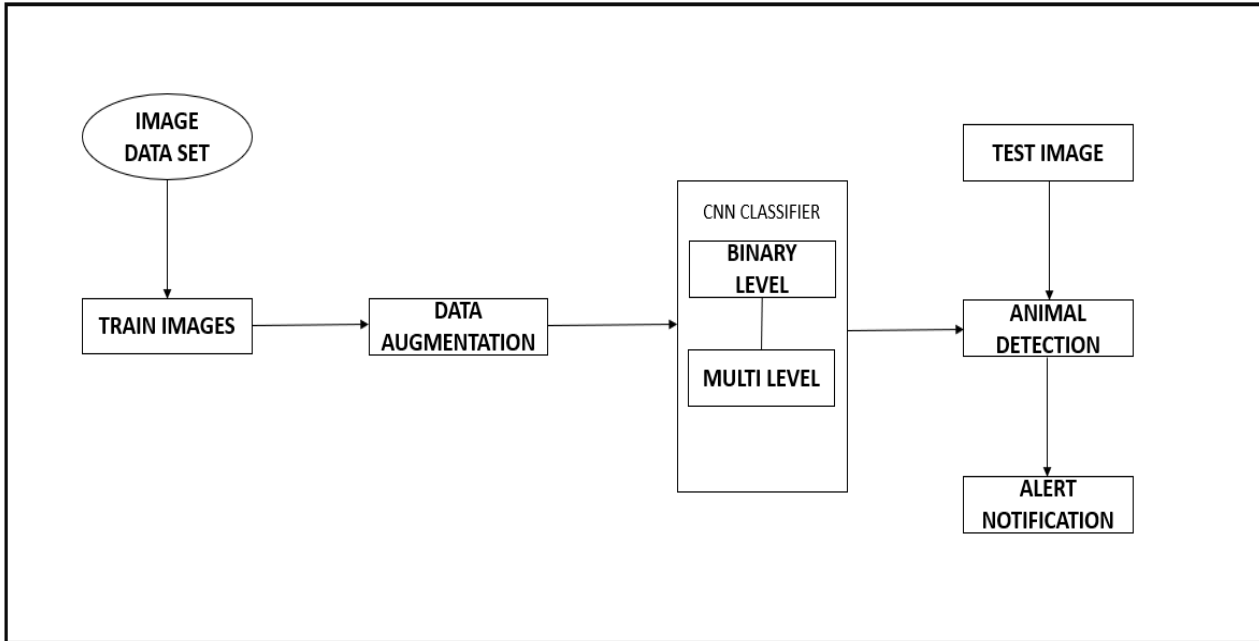 IMAGE
DATA SET
TRAIN IMAGES
DATA
AUGMENTATION
CNN CLASSIFIER
BINARY
LEVEL
MULTI LEVEL
TEST IMAGE
ANIMAL
DETECTION
ALERT
NOTIFICATION